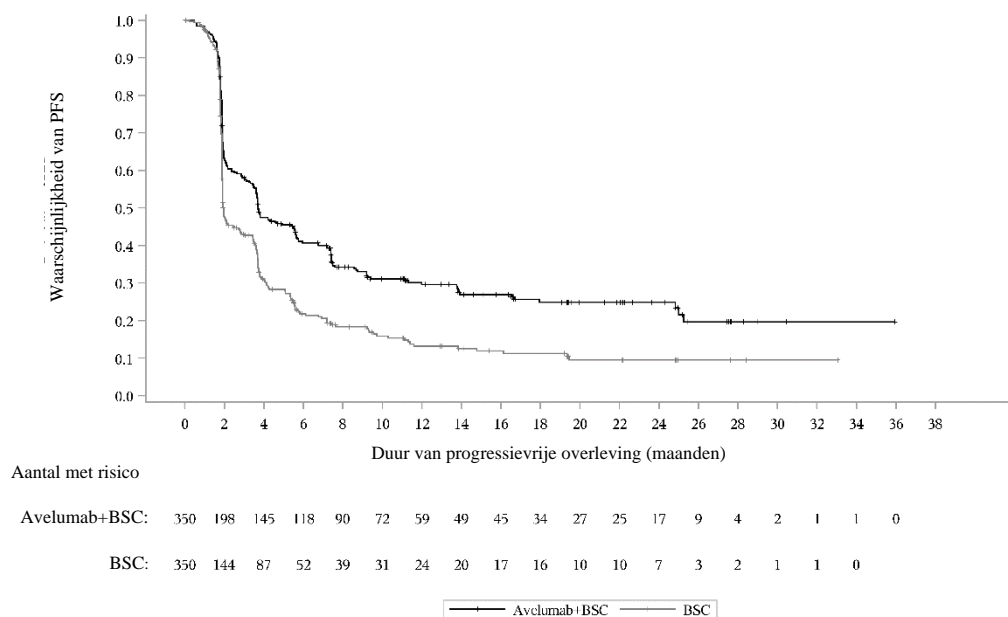 1.0
0.9
0.8
0.7
0.6
0.5
0.4
0.3
0.2
0.1
0.0
Waarschijnlijkheid van PFS
0 2 4 6 8 10 12 14 16 18 20 22 24 26 28 30 32 34 36 38
Duur van progressievrije overleving (maanden)
Aantal met risico
Avelumab+BSC: 350 198 145 118 90 72 59 49 45 34 27 25 17 9 4 2 1 1 0
BSC: 350 144 87 52 39 31 24 20 17 16 10 10 7 3 2 1 1 0
Avelumab+BSC BSC